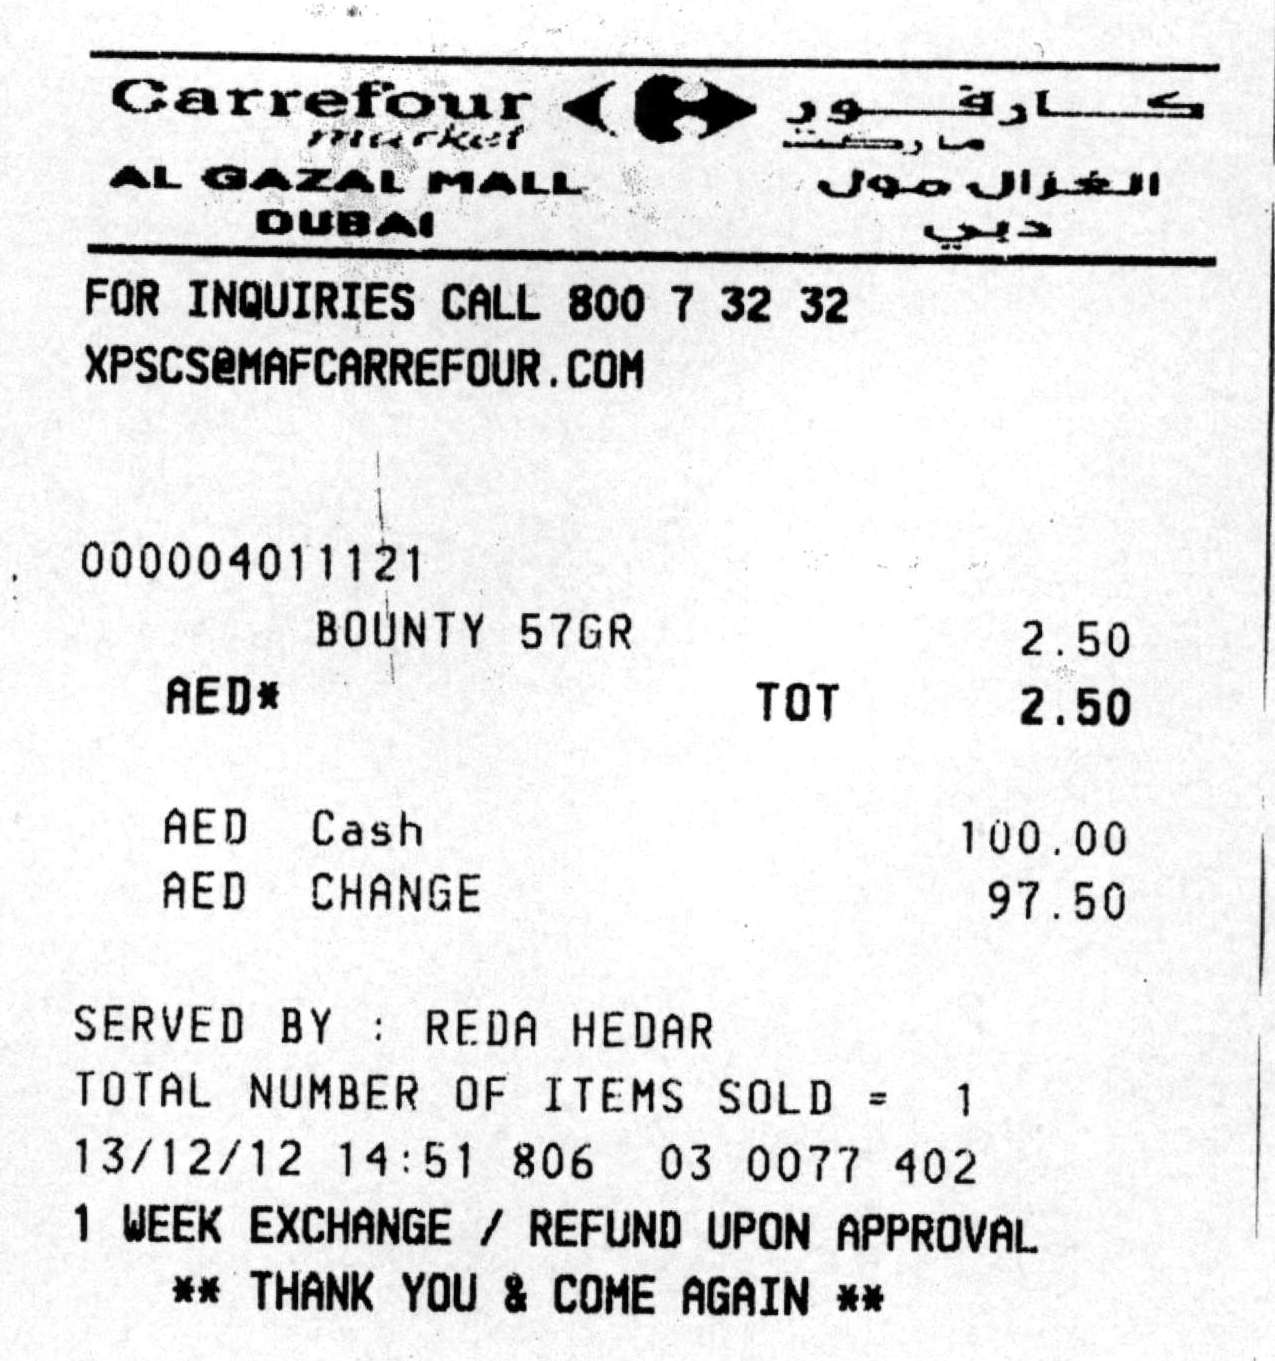 Carrefour كارفور
market ماركت
AL GAZAL MALL الغزال مول
DUBAI دبي
FOR INQUIRIES CALL 800 7 32 32
XPSCS@MAFCARREFOUR.COM
000004011121
BOUNTY 57GR 2.50
AED* TOT 2.50
AED Cash 100.00
AED CHANGE 97.50
SERVED BY : REDA HEDAR
TOTAL NUMBER OF ITEMS SOLD = 1
13/12/12 14:51 806 03 0077 402
1 WEEK EXCHANGE / REFUND UPON APPROVAL
** THANK YOU & COME AGAIN **